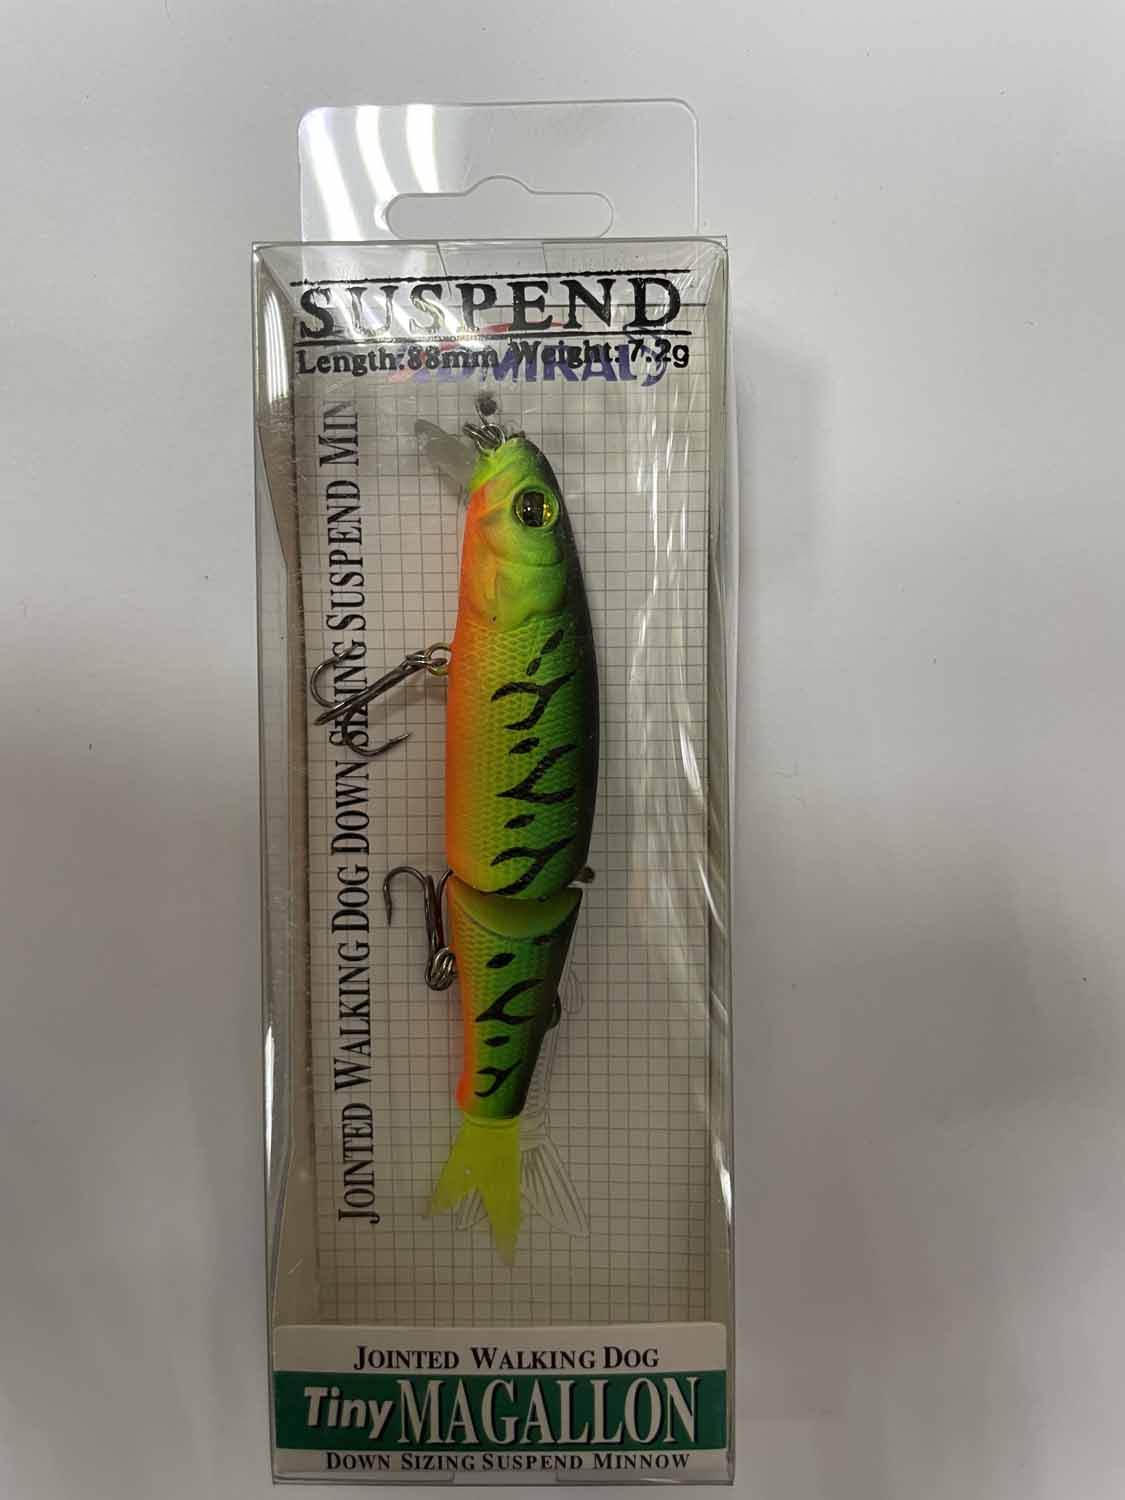 SUSPEND
Length:88mm Weight:7.2g
ADMIRAL
JOINTED WALKING DOG DOWN SIZING SUSPEND MIN
JOINTED WALKING DOG
Tiny MAGALLON
DOWN SIZING SUSPEND MINNOW